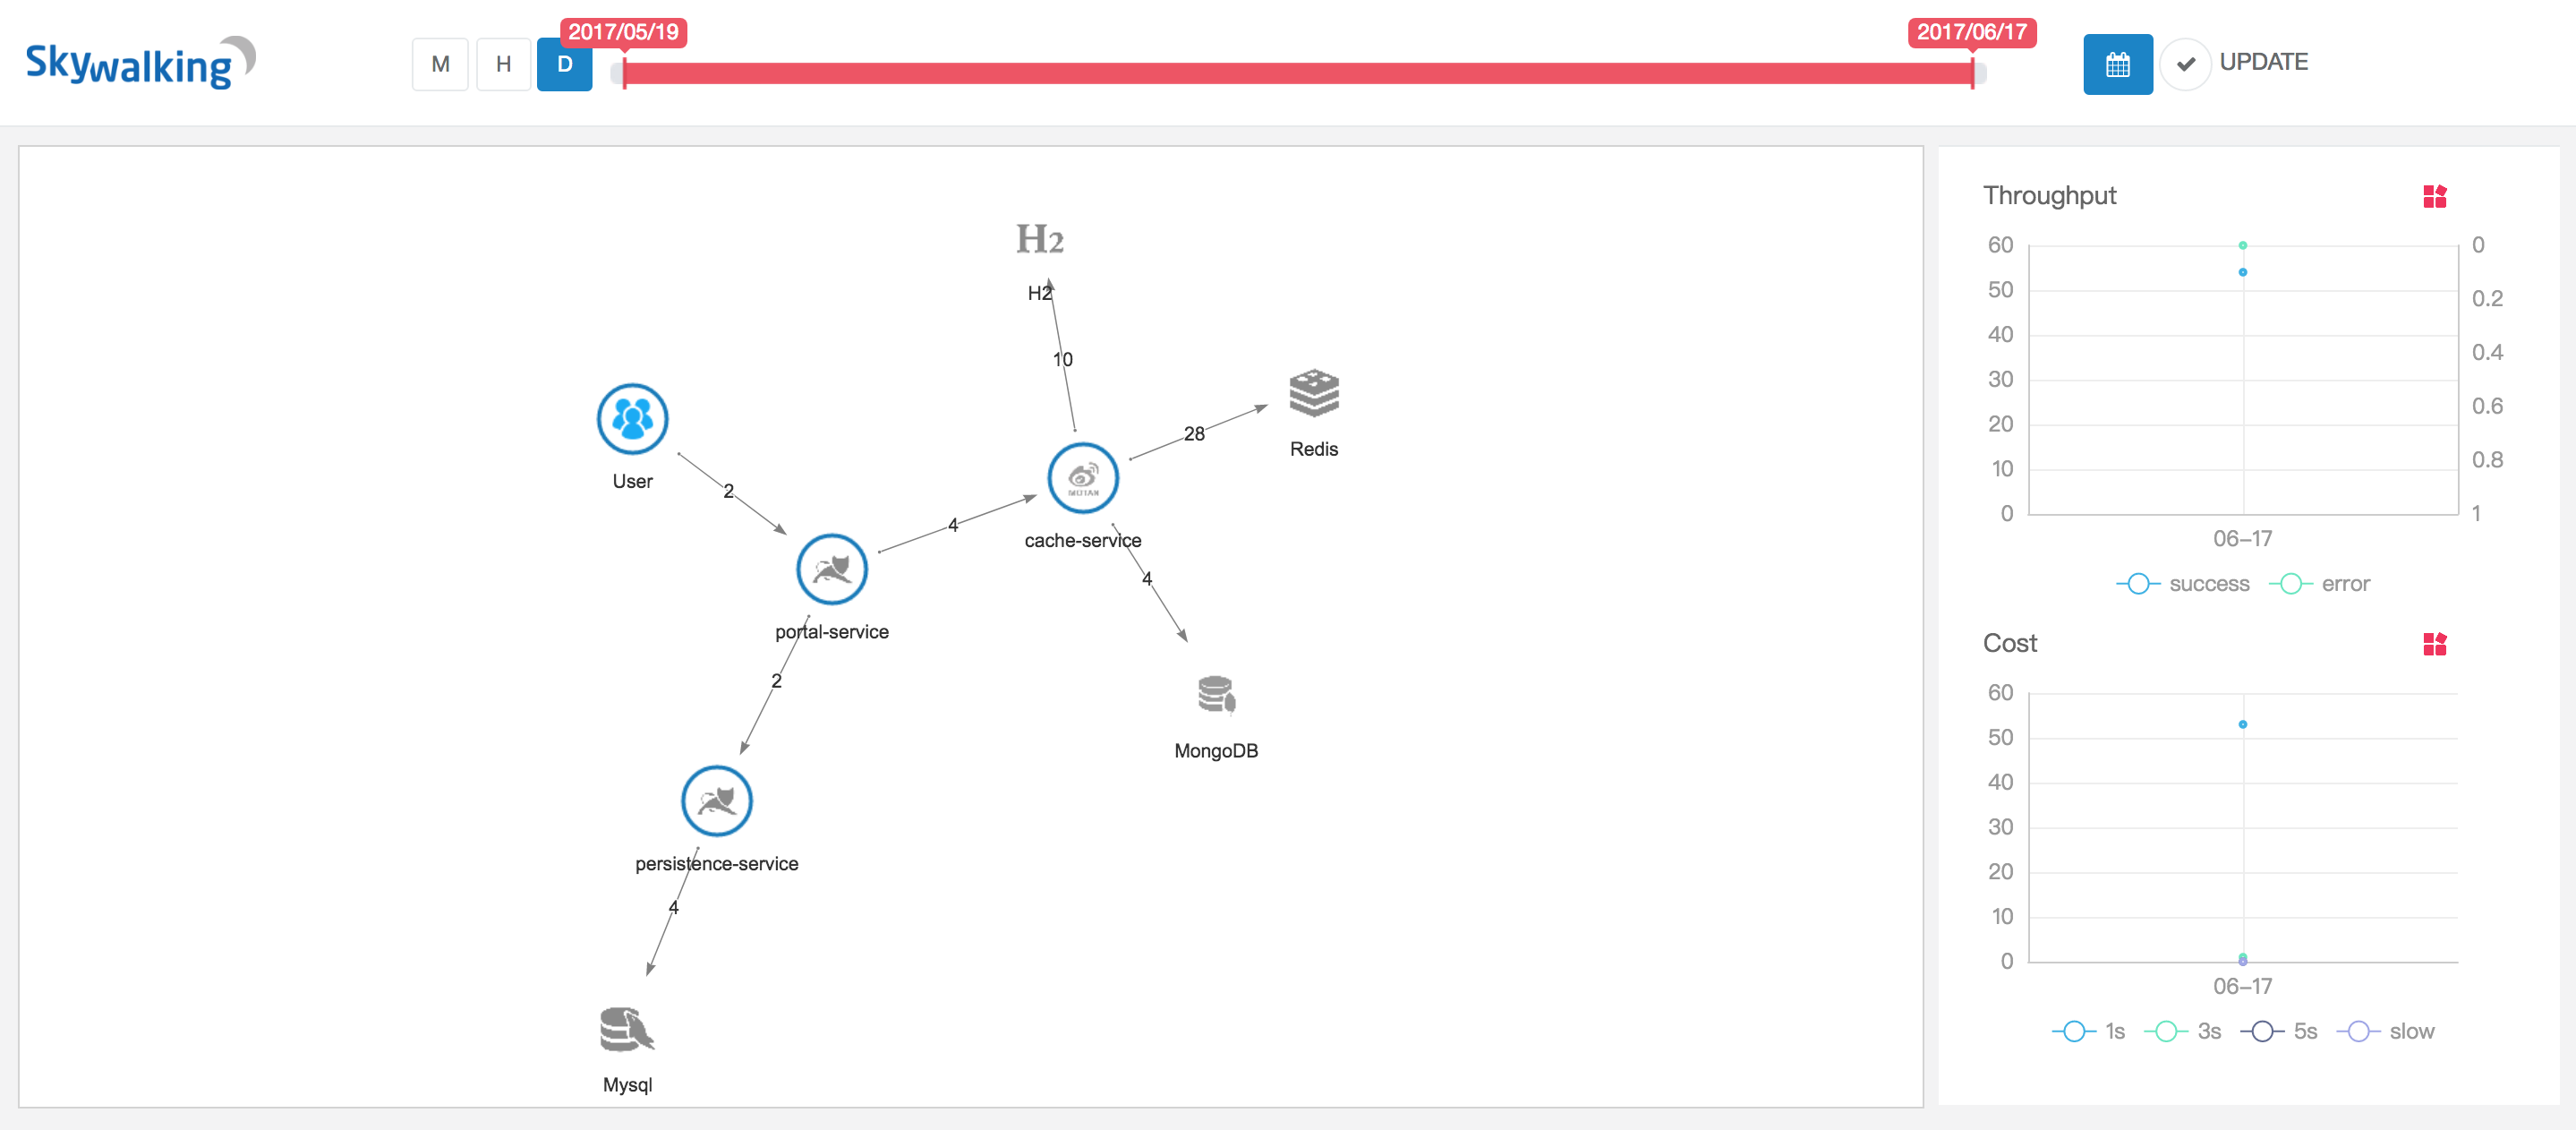 Skywalking
M H D
2017/05/19
2017/06/17
UPDATE
H2
H2
10
User
2
28
Redis
4
MOTAN
cache-service
4
portal-service
2
MongoDB
persistence-service
4
Mysql
Throughput
60 0
50 0.2
40 0.4
30 0.6
20 0.8
10
0 1
06-17
success error
Cost
60
50
40
30
20
10
0
06-17
1s 3s 5s slow